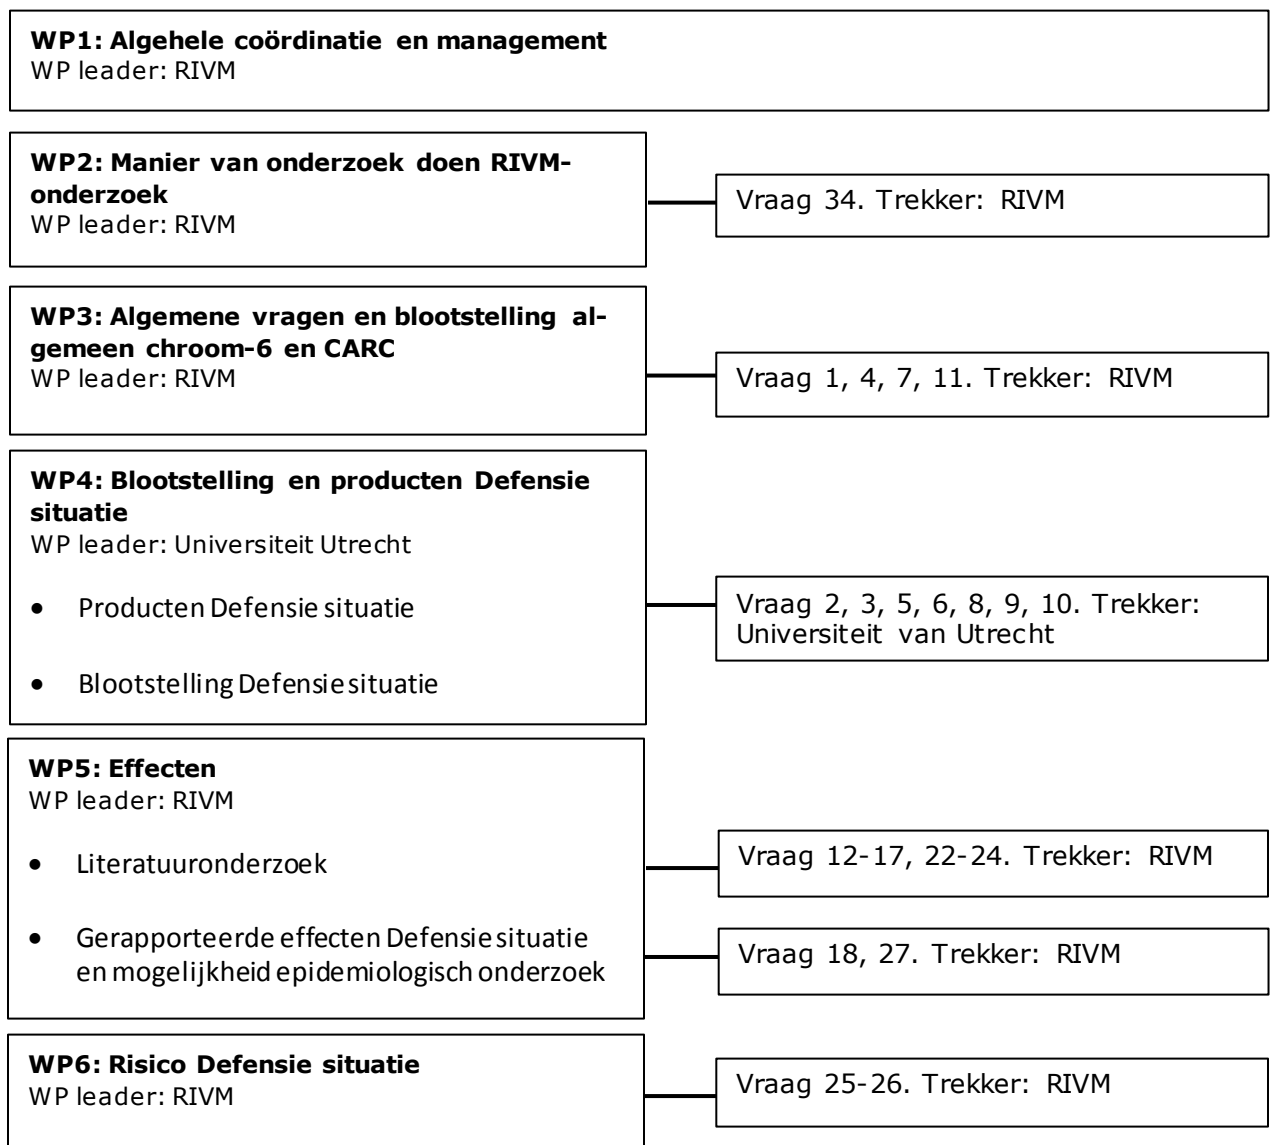 WP1: Algehele coördinatie en management
WP leader: RIVM
WP2: Manier van onderzoek doen RIVM-
onderzoek
WP leader: RIVM
Vraag 34. Trekker: RIVM
WP3: Algemene vragen en blootstelling al-
gemeen chroom-6 en CARC
WP leader: RIVM
Vraag 1, 4, 7, 11. Trekker: RIVM
WP4: Blootstelling en producten Defensie
situatie
WP leader: Universiteit Utrecht
• Producten Defensie situatie
• Blootstelling Defensie situatie
Vraag 2, 3, 5, 6, 8, 9, 10. Trekker:
Universiteit van Utrecht
WP5: Effecten
WP leader: RIVM
• Literatuuronderzoek
Vraag 12-17, 22-24. Trekker: RIVM
• Gerapporteerde effecten Defensie situatie
en mogelijkheid epidemiologisch onderzoek
Vraag 18, 27. Trekker: RIVM
WP6: Risico Defensie situatie
WP leader: RIVM
Vraag 25-26. Trekker: RIVM